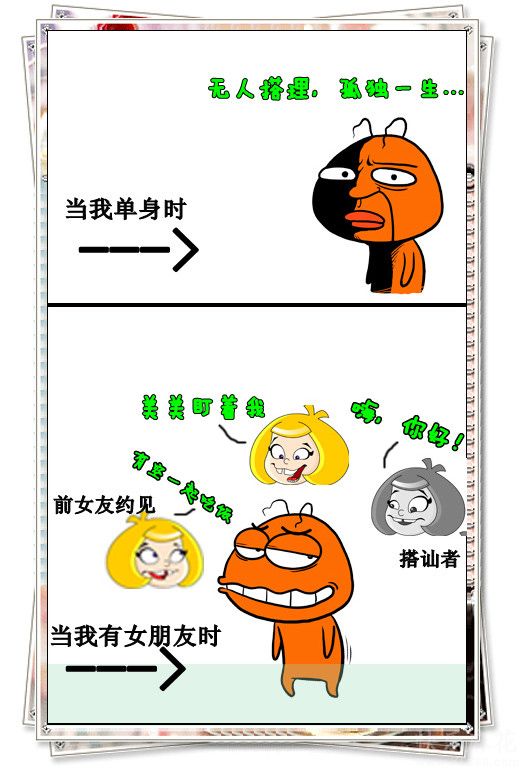 无人搭理，孤独一生...
当我单身时
美美盯着我
嗨，你好！
有空一起吃饭
前女友约见
搭讪者
当我有女朋友时